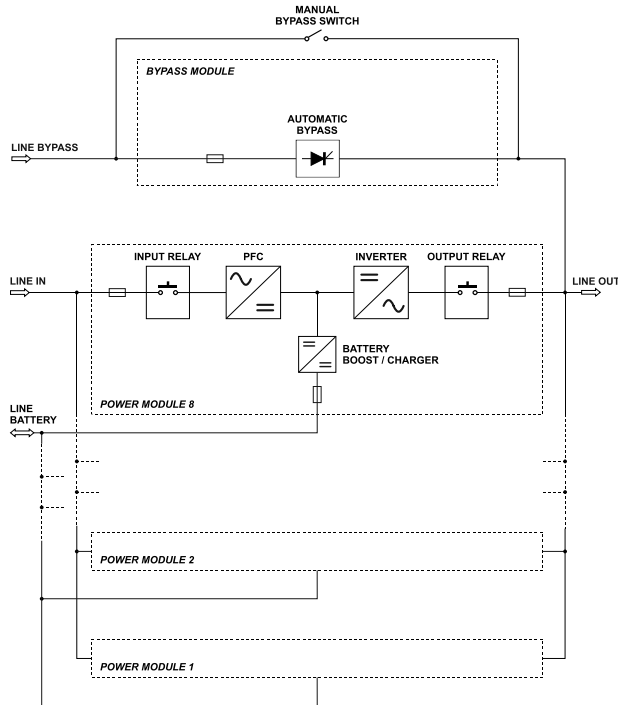 MANUAL
BYPASS SWITCH
BYPASS MODULE
AUTOMATIC
BYPASS
LINE BYPASS
INPUT RELAY
PFC
INVERTER
OUTPUT RELAY
LINE IN
LINE OUT
BATTERY
BOOST / CHARGER
POWER MODULE 8
LINE
BATTERY
POWER MODULE 2
POWER MODULE 1